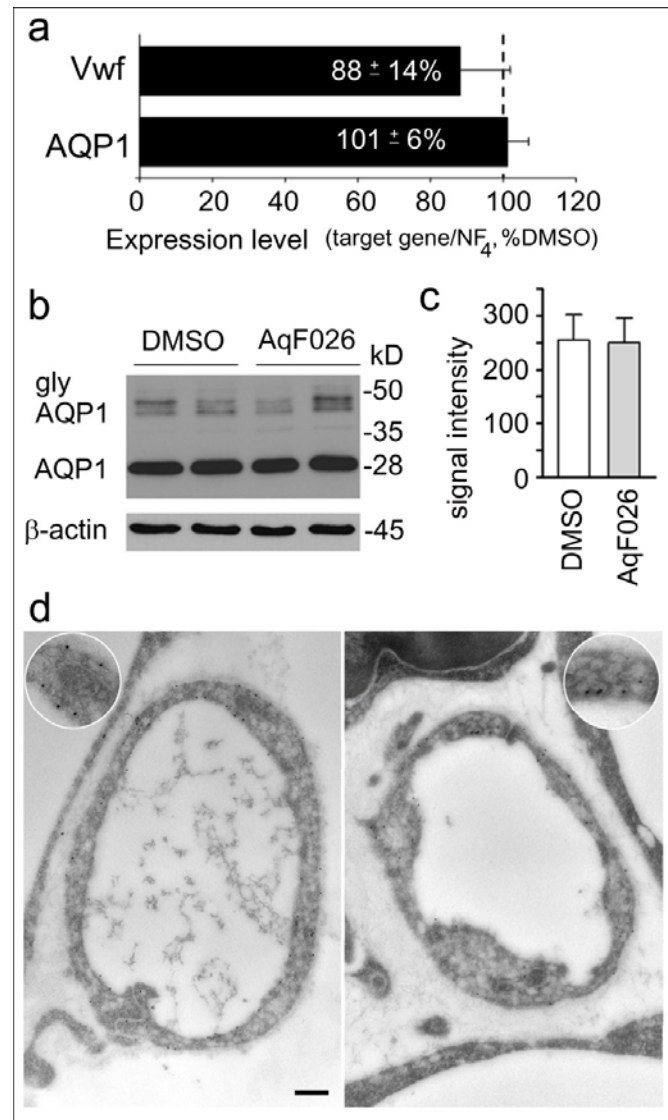 a
Vwf
88 ± 14%
AQP1
101 ± 6%
0 20 40 60 80 100 120
Expression level (target gene/NF4, %DMSO)
b
DMSO AqF026 kD
gly
AQP1
-50
-35
AQP1
-28
β-actin
-45
c
signal intensity
300
200
100
0
DMSO
AqF026
d